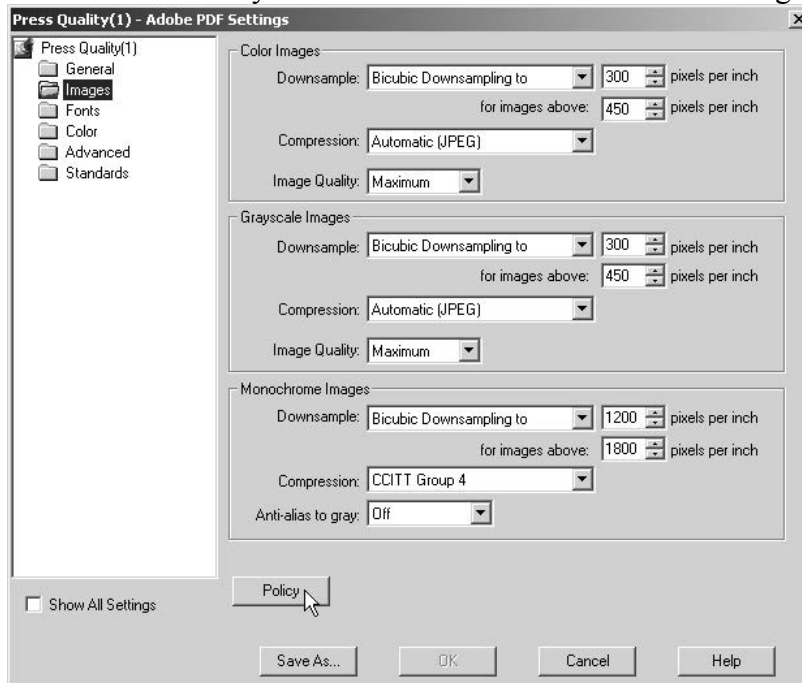 Press Quality(1) - Adobe PDF Settings
Press Quality(1)
General
Images
Fonts
Color
Advanced
Standards
Show All Settings
Color Images
Downsample: Bicubic Downsampling to 300 pixels per inch
for images above: 450 pixels per inch
Compression: Automatic (JPEG)
Image Quality: Maximum
Grayscale Images
Downsample: Bicubic Downsampling to 300 pixels per inch
for images above: 450 pixels per inch
Compression: Automatic (JPEG)
Image Quality: Maximum
Monochrome Images
Downsample: Bicubic Downsampling to 1200 pixels per inch
for images above: 1800 pixels per inch
Compression: CCITT Group 4
Anti-alias to gray: Off
Policy
Save As... OK Cancel Help